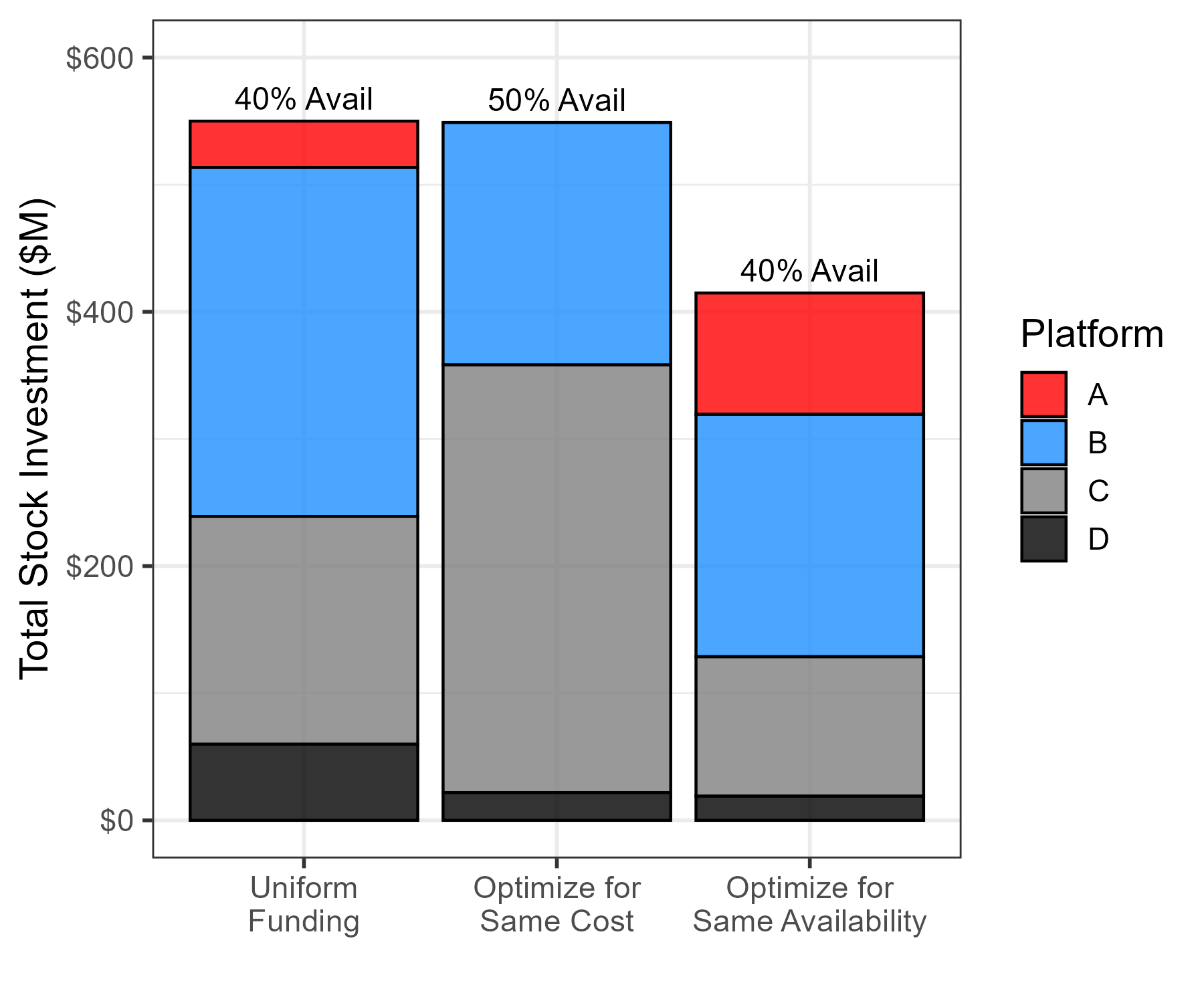 Total Stock Investment ($M)
$600
$400
$200
$0
40% Avail
50% Avail
40% Avail
Uniform
Funding
Optimize for
Same Cost
Optimize for
Same Availability
Platform
A
B
C
D